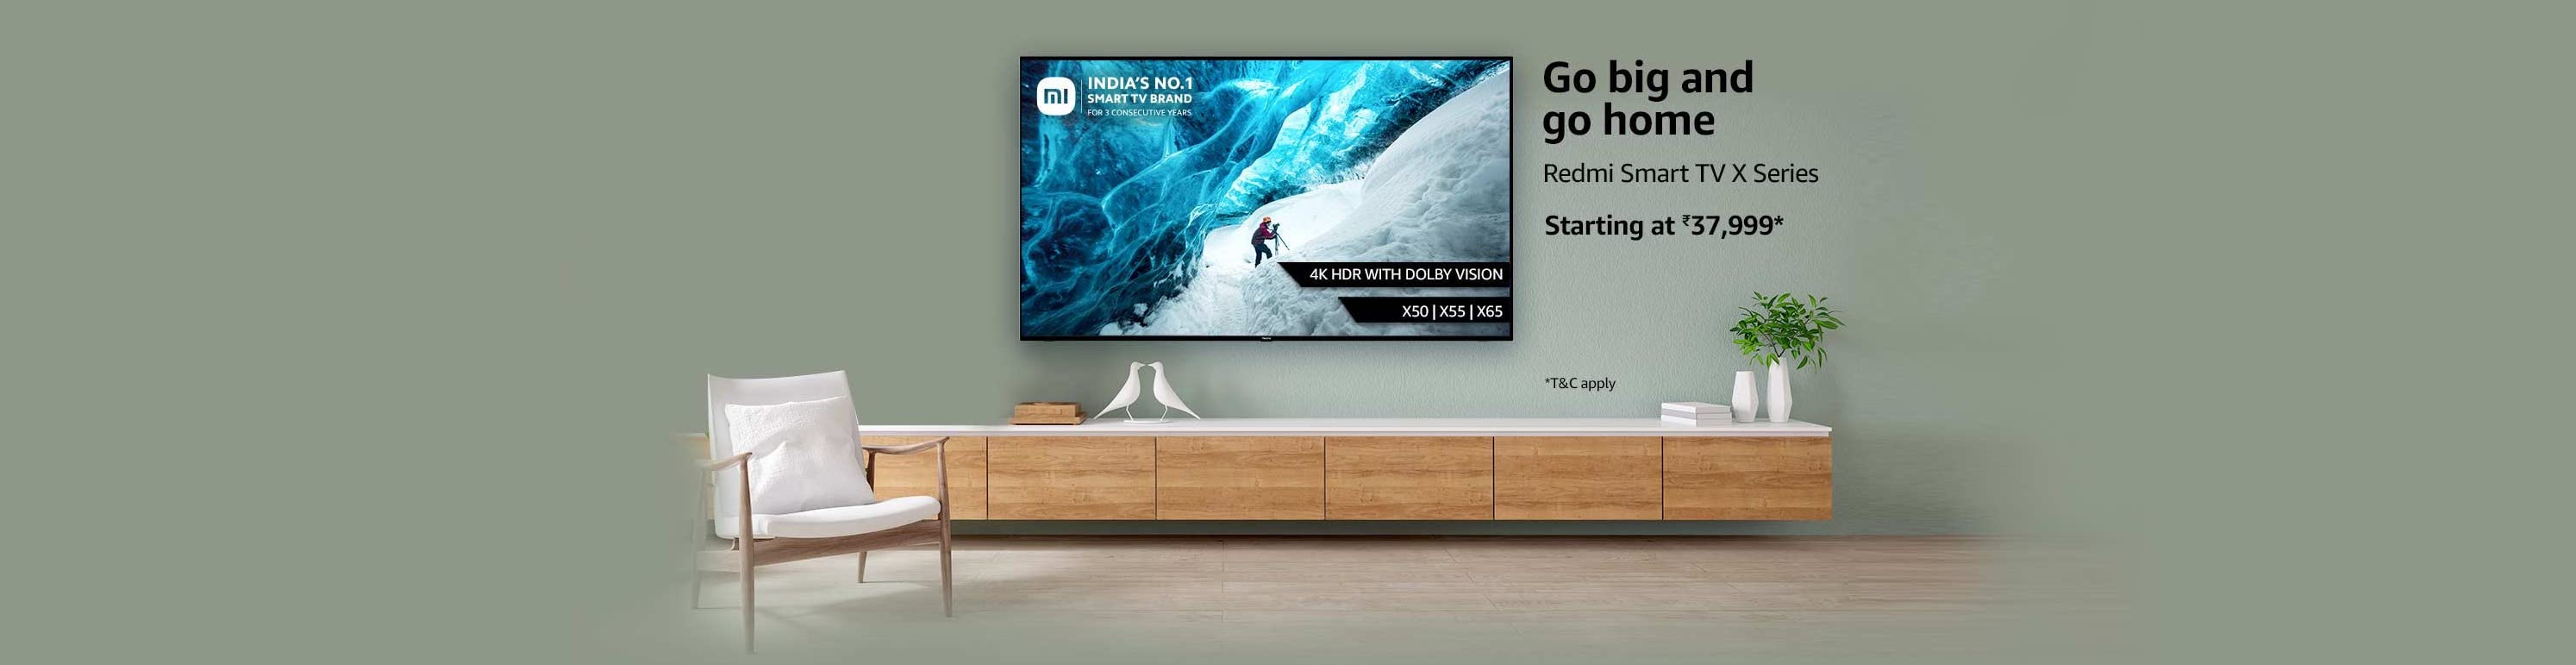 mi
INDIA'S NO.1
SMART TV BRAND
FOR 3 CONSECUTIVE YEARS
4K HDR WITH DOLBY VISION
X50 | X55 | X65
Go big and
go home
Redmi Smart TV X Series
Starting at ₹37,999*
*T&C apply